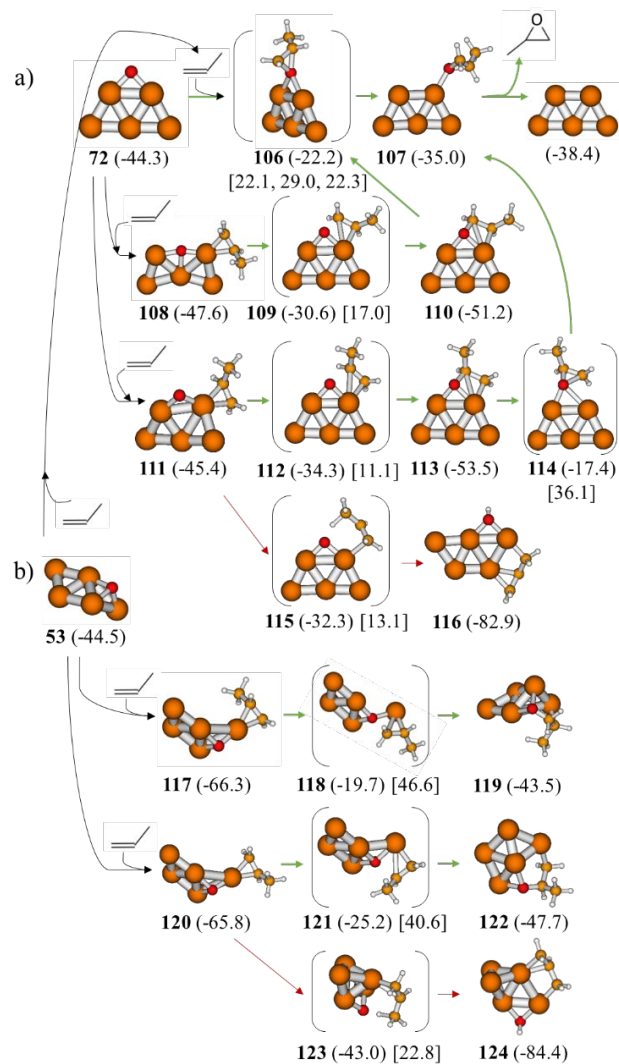 O
a)
72 (-44.3)
106 (-22.2)
107 (-35.0)
(-38.4)
[22.1, 29.0, 22.3]
108 (-47.6)
109 (-30.6) [17.0]
110 (-51.2)
111 (-45.4)
112 (-34.3) [11.1]
113 (-53.5)
114 (-17.4)
[36.1]
b)
53 (-44.5)
115 (-32.3) [13.1]
116 (-82.9)
117 (-66.3)
118 (-19.7) [46.6]
119 (-43.5)
120 (-65.8)
121 (-25.2) [40.6]
122 (-47.7)
123 (-43.0) [22.8]
124 (-84.4)